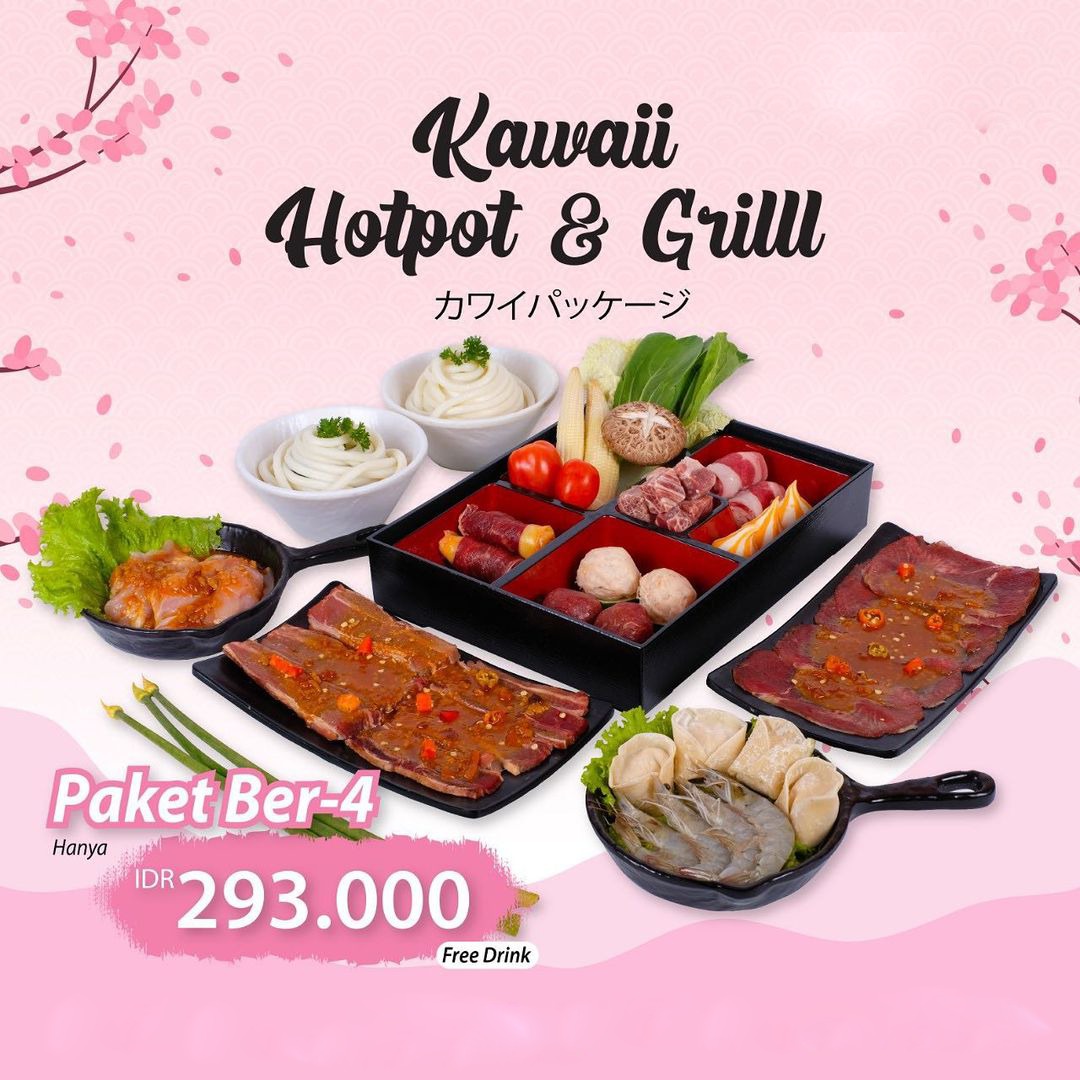 Kawaii
Hotpot & Grilll
カワイパッケージ
Paket Ber-4
Hanya
IDR 293.000
Free Drink